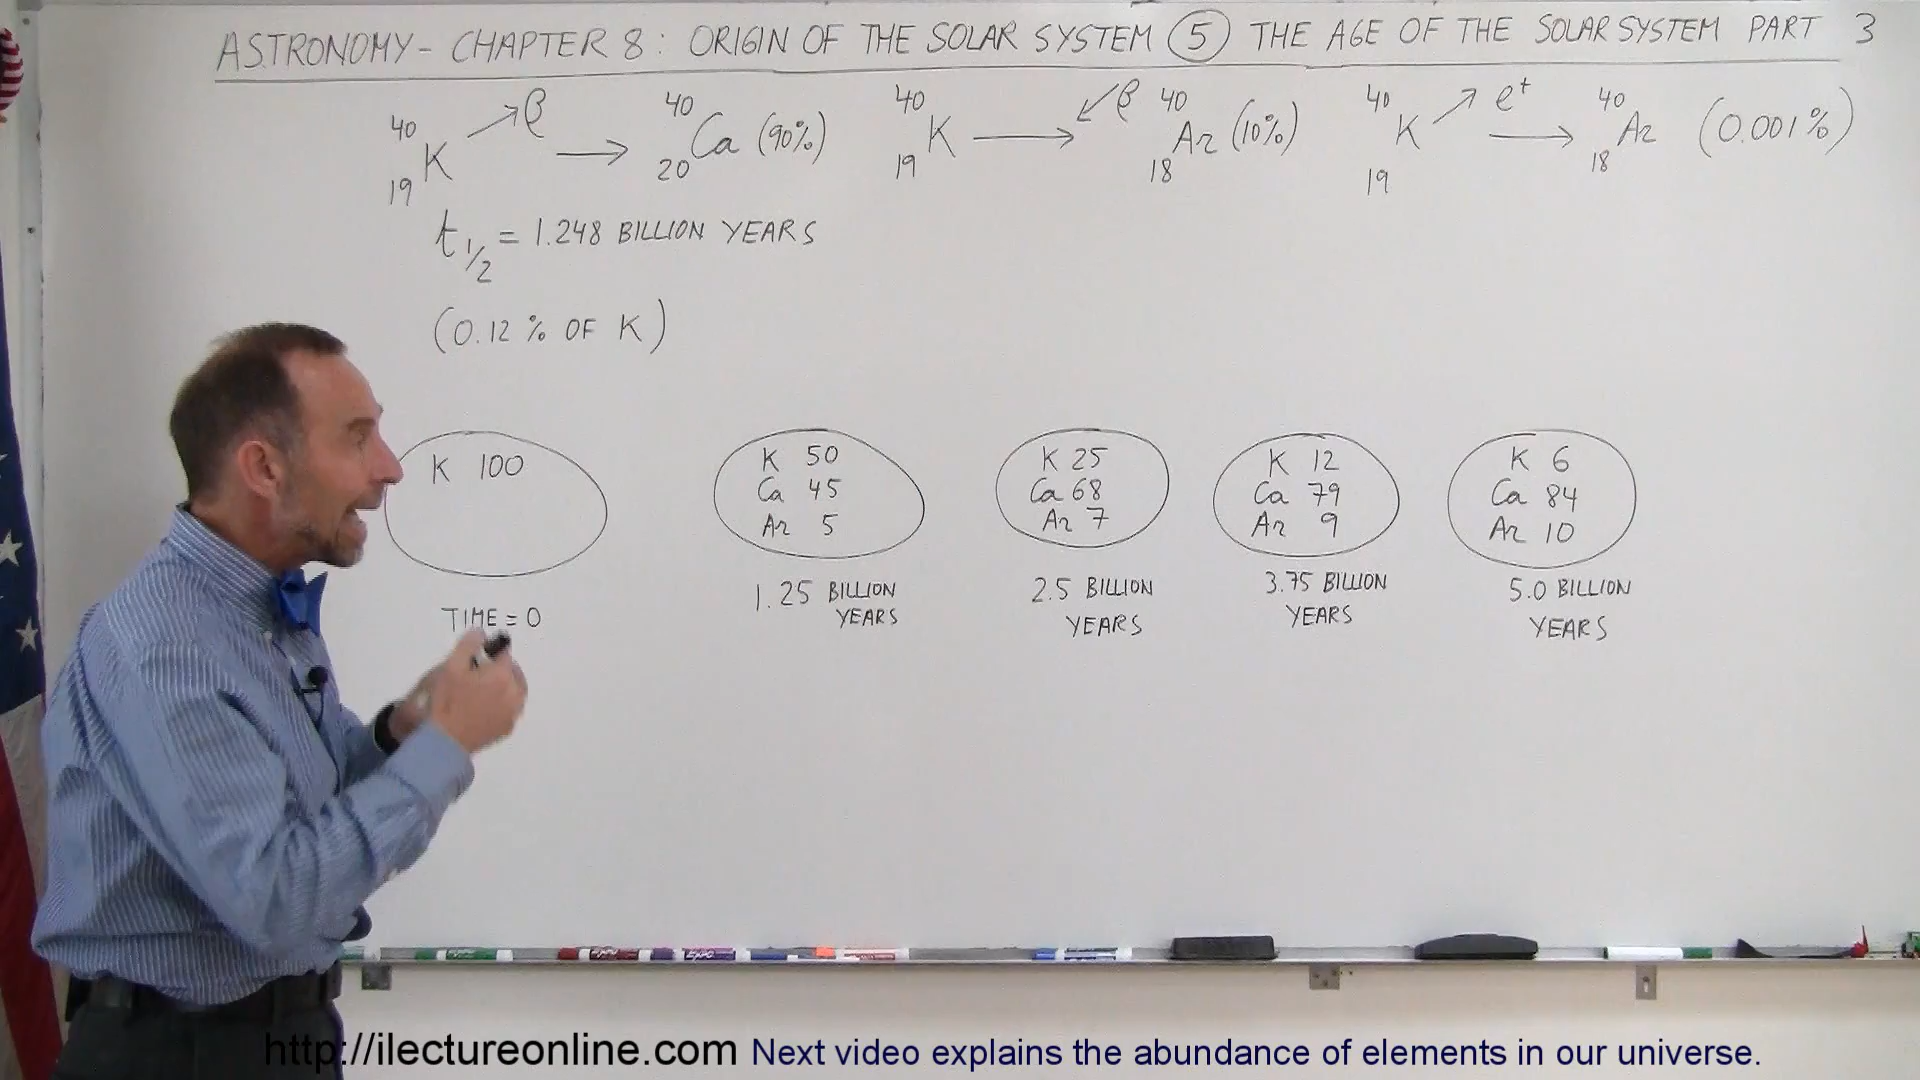 ASTRONOMY - CHAPTER 8: ORIGIN OF THE SOLAR SYSTEM 5 THE AGE OF THE SOLAR SYSTEM PART 3
40 19 K ↗ β → 40 20 Ca (90%)
40 19 K → ↙ β 40 18 Ar (10%)
40 19 K ↗ e+ → 40 18 Ar (0.001%)
t 1/2 = 1.248 BILLION YEARS
(0.12 % OF K)
K 100
TIME = 0
K 50
Ca 45
Ar 5
1.25 BILLION
YEARS
K 25
Ca 68
Ar 7
2.5 BILLION
YEARS
K 12
Ca 79
Ar 9
3.75 BILLION
YEARS
K 6
Ca 84
Ar 10
5.0 BILLION
YEARS
http://ilectureonline.com Next video explains the abundance of elements in our universe.